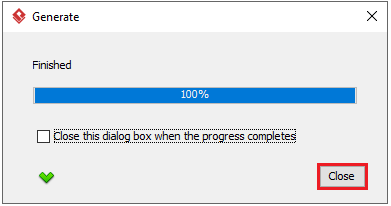 Generate
Finished
100%
Close this dialog box when the progress completes
Close